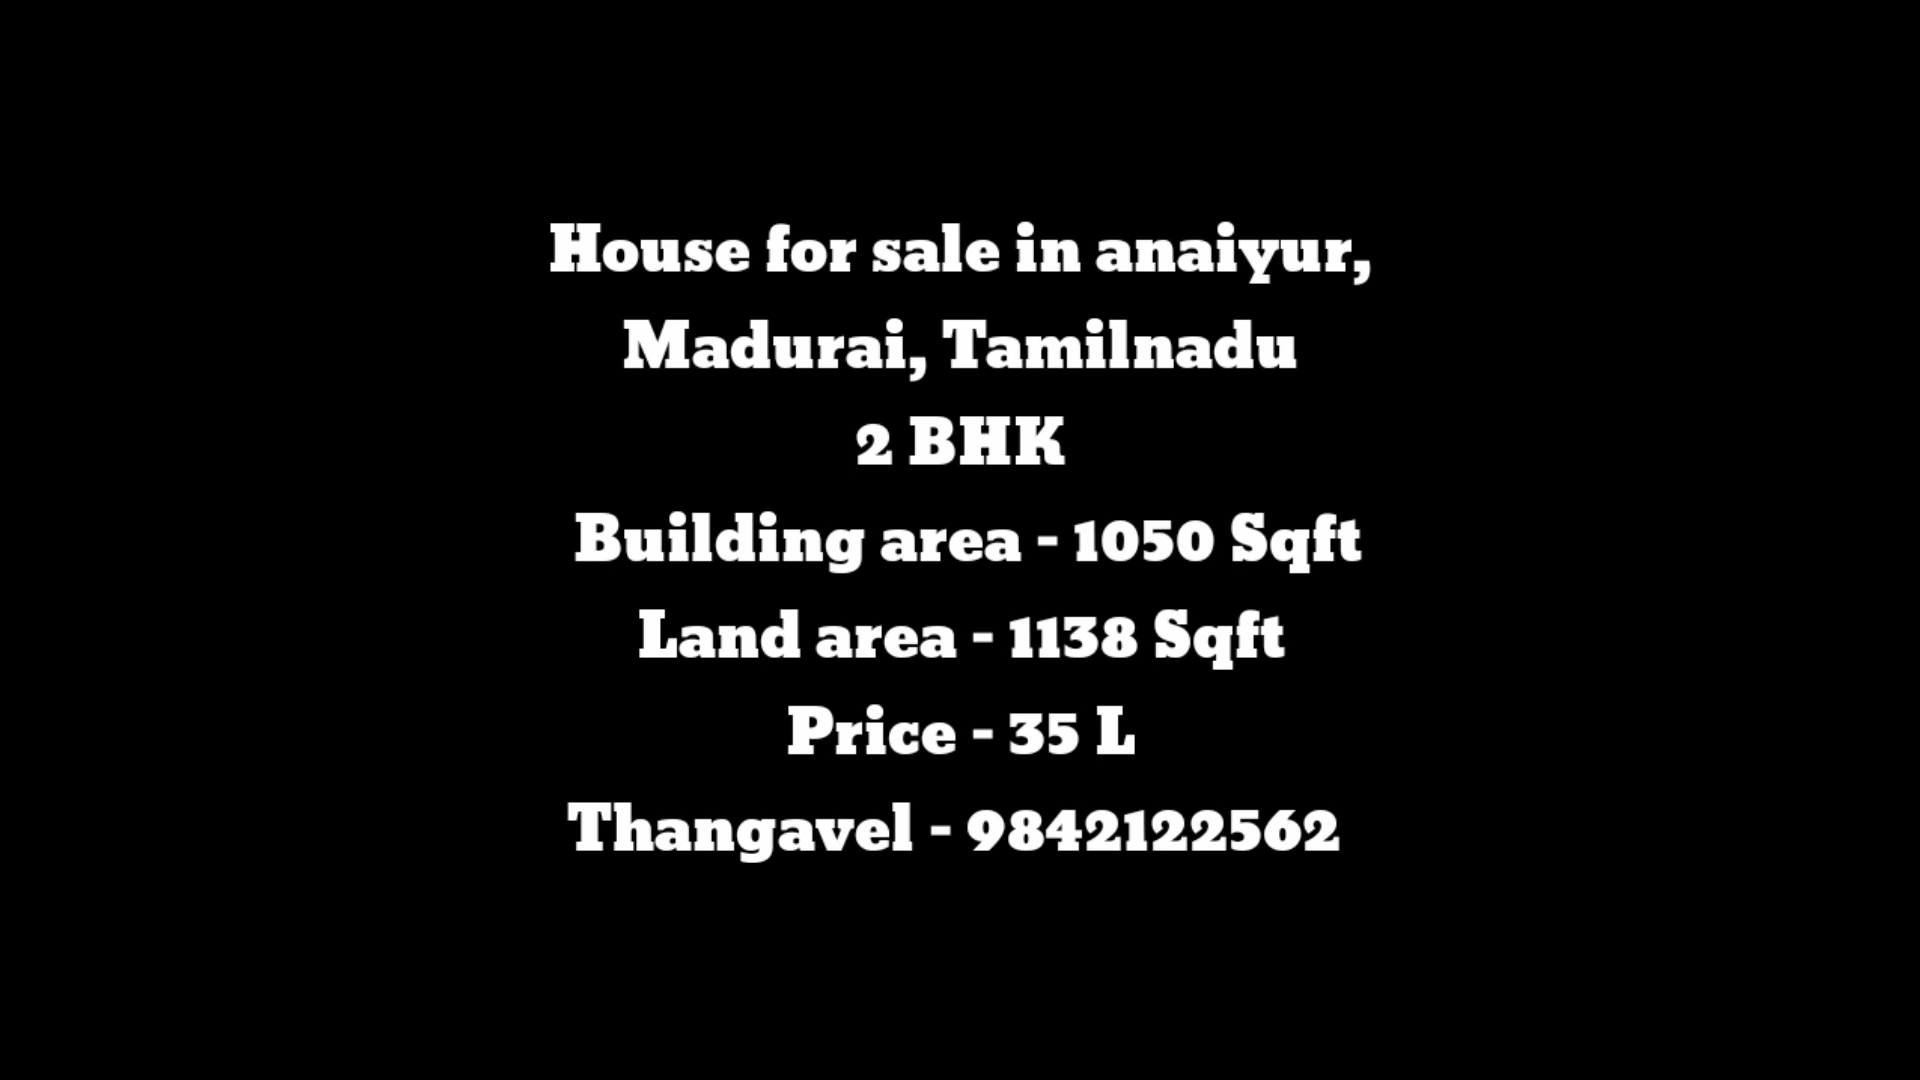 House for sale in anaiyur,
Madurai, Tamilnadu
2 BHK
Building area - 1050 Sqft
Land area - 1138 Sqft
Price - 35 L
Thangavel - 9842122562